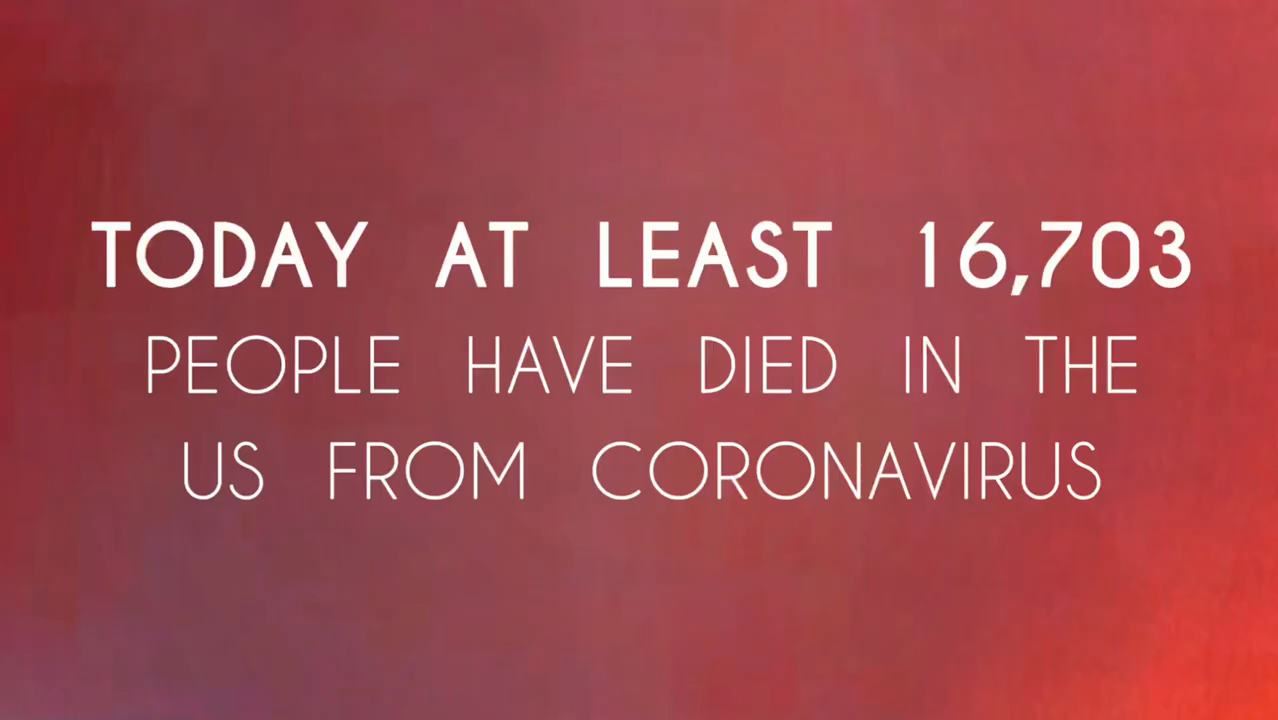 TODAY AT LEAST 16,703
PEOPLE HAVE DIED IN THE
US FROM CORONAVIRUS